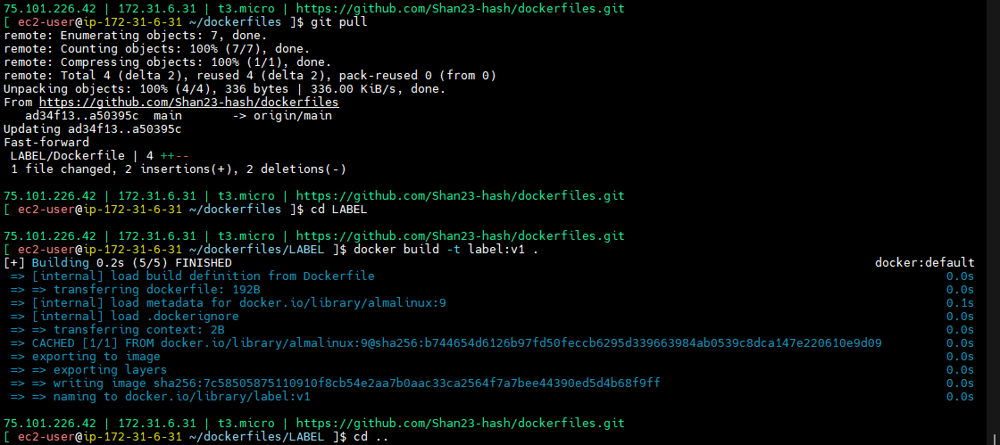 75.101.226.42 | 172.31.6.31 | t3.micro | https://github.com/Shan23-hash/dockerfiles.git
[ ec2-user@ip-172-31-6-31 ~/dockerfiles ]$ git pull
remote: Enumerating objects: 7, done.
remote: Counting objects: 100% (7/7), done.
remote: Compressing objects: 100% (1/1), done.
remote: Total 4 (delta 2), reused 4 (delta 2), pack-reused 0 (from 0)
Unpacking objects: 100% (4/4), 336 bytes | 336.00 KiB/s, done.
From https://github.com/Shan23-hash/dockerfiles
   ad34f13..a50395c  main       -> origin/main
Updating ad34f13..a50395c
Fast-forward
 LABEL/Dockerfile | 4 ++--
 1 file changed, 2 insertions(+), 2 deletions(-)
75.101.226.42 | 172.31.6.31 | t3.micro | https://github.com/Shan23-hash/dockerfiles.git
[ ec2-user@ip-172-31-6-31 ~/dockerfiles ]$ cd LABEL
75.101.226.42 | 172.31.6.31 | t3.micro | https://github.com/Shan23-hash/dockerfiles.git
[ ec2-user@ip-172-31-6-31 ~/dockerfiles/LABEL ]$ docker build -t label:v1 .
[+] Building 0.2s (5/5) FINISHED docker:default
 => [internal] load build definition from Dockerfile 0.0s
 => => transferring dockerfile: 192B 0.0s
 => [internal] load metadata for docker.io/library/almalinux:9 0.1s
 => [internal] load .dockerignore 0.0s
 => => transferring context: 2B 0.0s
 => CACHED [1/1] FROM docker.io/library/almalinux:9@sha256:b744654d6126b97fd50feccb6295d339663984ab0539c8dca147e220610e9d09 0.0s
 => exporting to image 0.0s
 => => exporting layers 0.0s
 => => writing image sha256:7c58505875110910f8cb54e2aa7b0aac33ca2564f7a7bee44390ed5d4b68f9ff 0.0s
 => => naming to docker.io/library/label:v1 0.0s
75.101.226.42 | 172.31.6.31 | t3.micro | https://github.com/Shan23-hash/dockerfiles.git
[ ec2-user@ip-172-31-6-31 ~/dockerfiles/LABEL ]$ cd ..